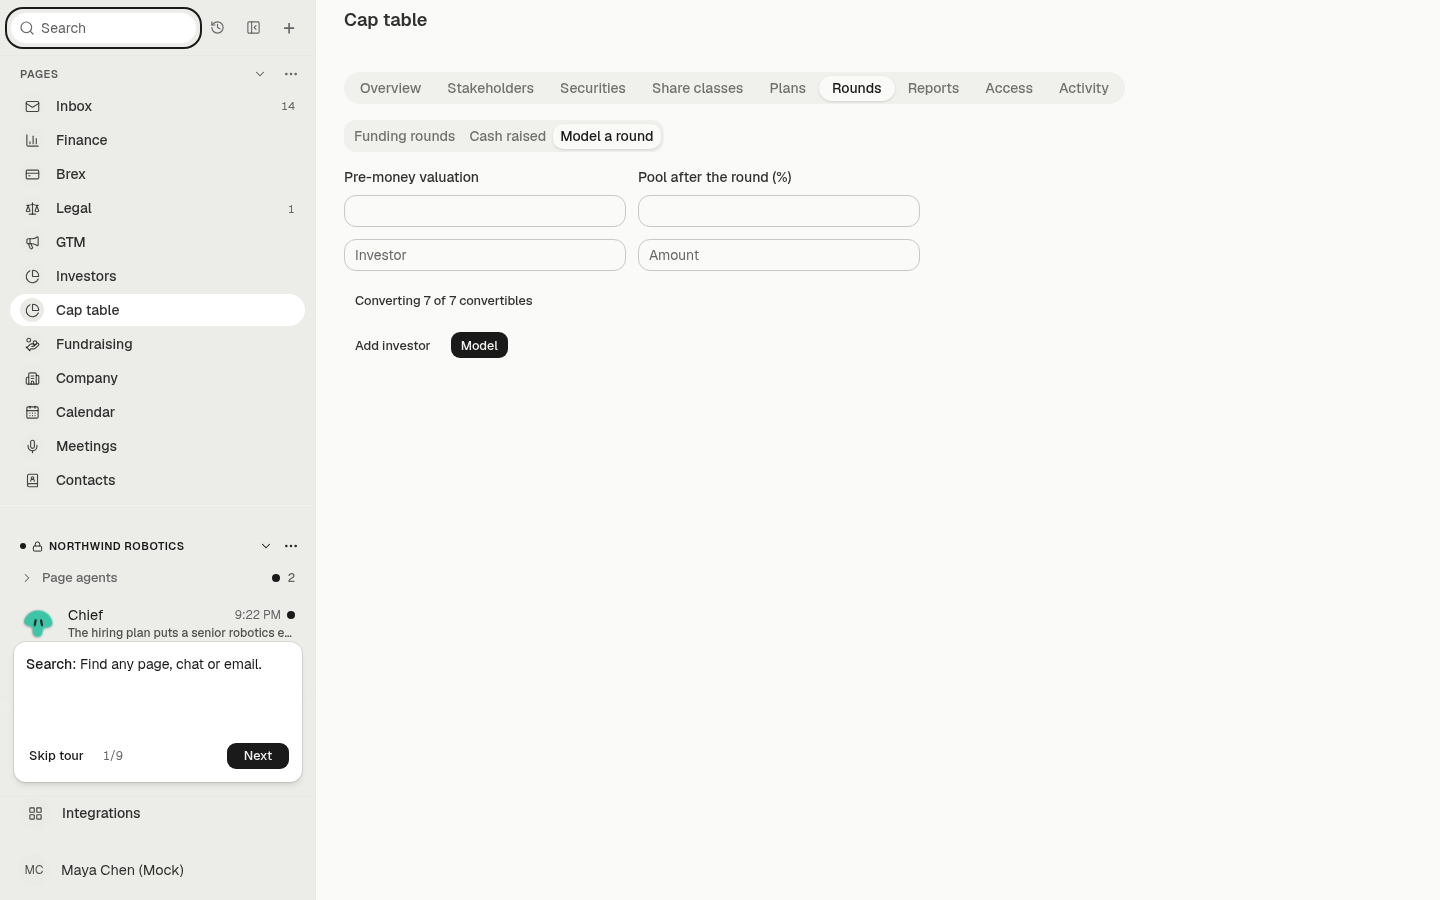 Search
PAGES
Inbox 14
Finance
Brex
Legal 1
GTM
Investors
Cap table
Fundraising
Company
Calendar
Meetings
Contacts
NORTHWIND ROBOTICS
Page agents 2
Chief 9:22 PM
The hiring plan puts a senior robotics e...
Search: Find any page, chat or email.
Skip tour 1/9 Next
Integrations
MC Maya Chen (Mock)
Cap table
Overview Stakeholders Securities Share classes Plans Rounds Reports Access Activity
Funding rounds Cash raised Model a round
Pre-money valuation Pool after the round (%)
Investor Amount
Converting 7 of 7 convertibles
Add investor Model